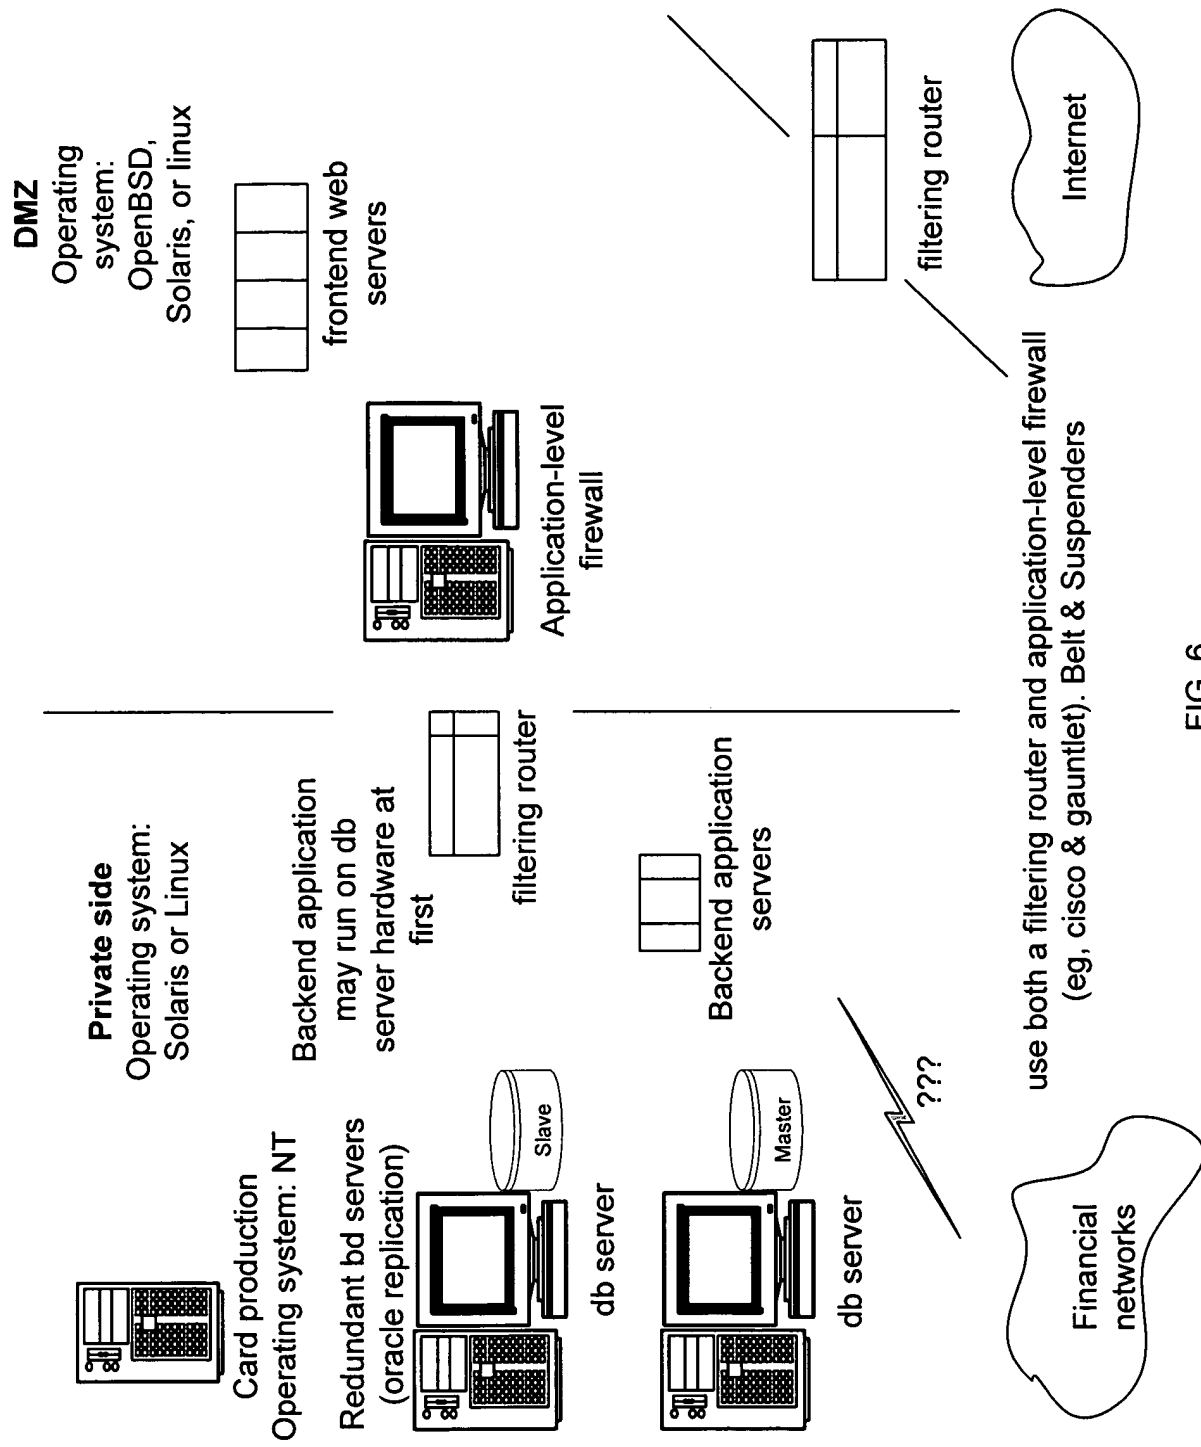 Card production
Operating system: NT
Redundant bd servers
(oracle replication)
Slave
db server
Master
db server
Financial
networks
Private side
Operating system:
Solaris or Linux
Backend application
may run on db
server hardware at
first
filtering router
Backend application
servers
???
DMZ
Operating
system:
OpenBSD,
Solaris, or linux
frontend web
servers
Application-level
firewall
filtering router
Internet
use both a filtering router and application-level firewall
(eg, cisco & gauntlet). Belt & Suspenders
FIG. 6